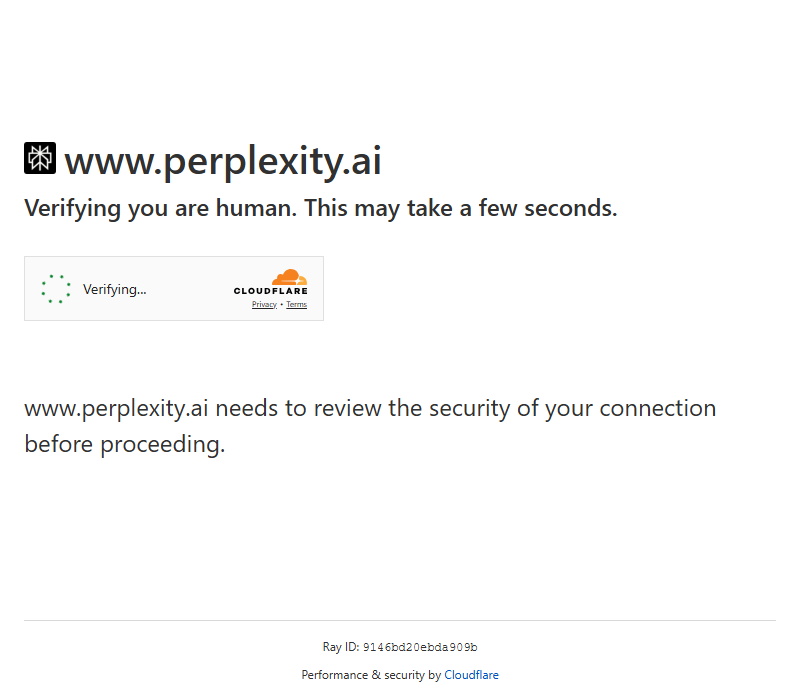 www.perplexity.ai
Verifying you are human. This may take a few seconds.
Verifying...
CLOUDFLARE
Privacy • Terms
www.perplexity.ai needs to review the security of your connection
before proceeding.
Ray ID: 9146bd20ebda909b
Performance & security by Cloudflare